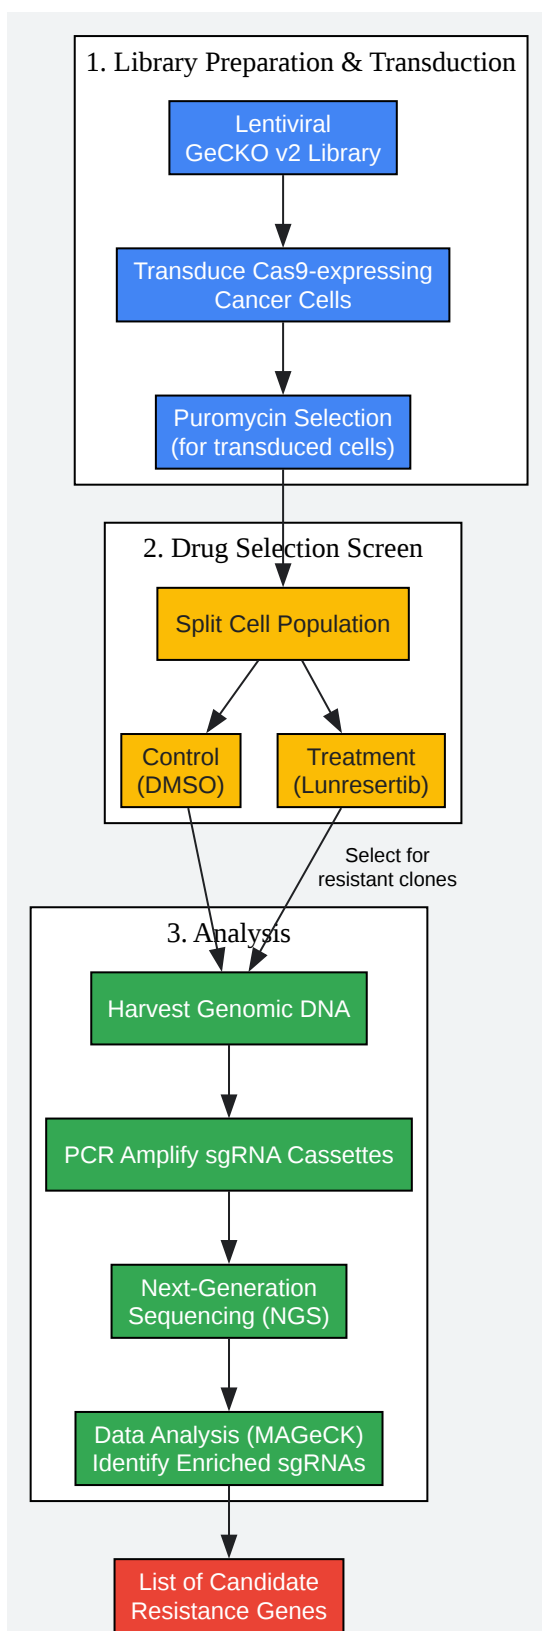 1. Library Preparation & Transduction
Lentiviral
GeCKO v2 Library
Transduce Cas9-expressing
Cancer Cells
Puromycin Selection
(for transduced cells)
2. Drug Selection Screen
Split Cell Population
Control
(DMSO)
Treatment
(Lunresertib)
Select for
resistant clones
3. Analysis
Harvest Genomic DNA
PCR Amplify sgRNA Cassettes
Next-Generation
Sequencing (NGS)
Data Analysis (MAGeCK)
Identify Enriched sgRNAs
List of Candidate
Resistance Genes